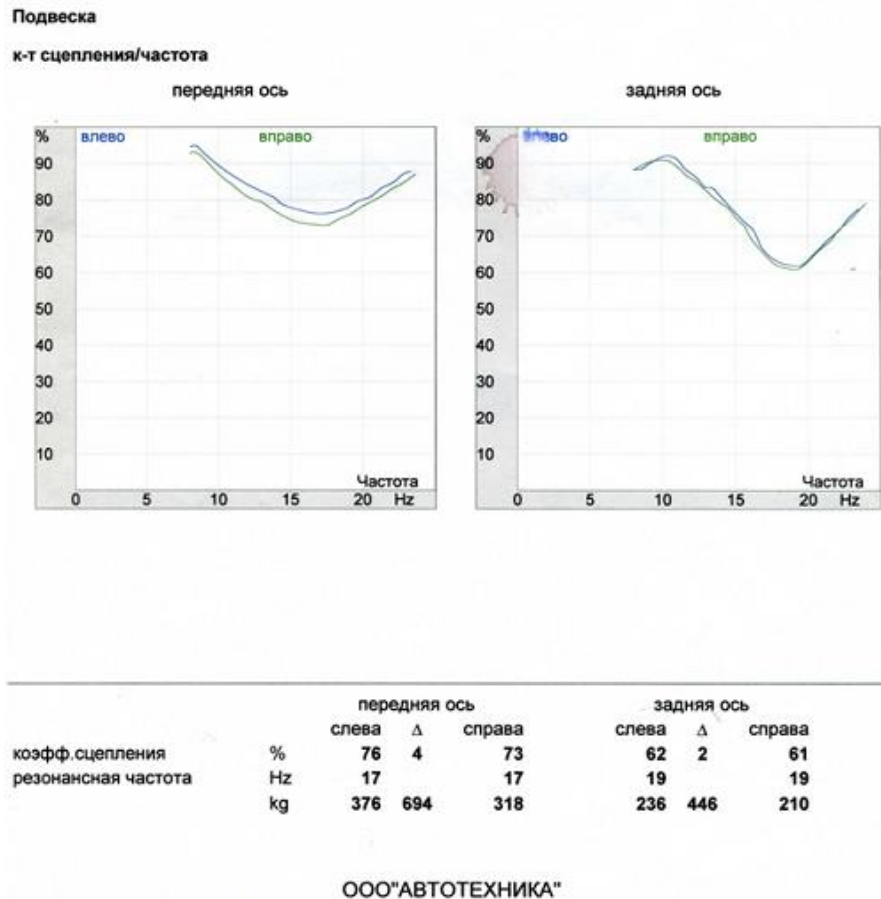 Подвеска
к-т сцепления/частота
передняя ось
% влево вправо
90
80
70
60
50
40
30
20
10
Частота
0 5 10 15 20 Hz
задняя ось
% вправо
90
80
70
60
50
40
30
20
10
Частота
0 5 10 15 20 Hz
передняя ось задняя ось
слева Δ справа слева Δ справа
коэфф.сцепления % 76 4 73 62 2 61
резонансная частота Hz 17 17 19 19
kg 376 694 318 236 446 210
ООО"АВТОТЕХНИКА"